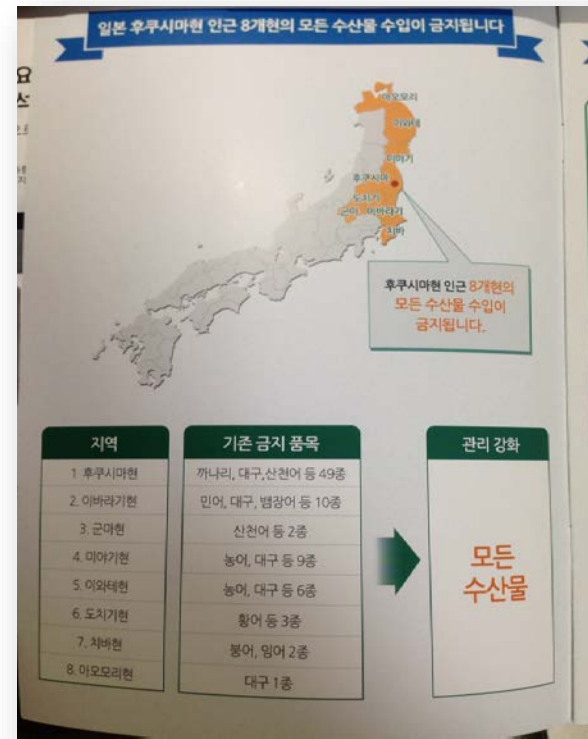 일본 후쿠시마현 인근 8개현의 모든 수산물 수입이 금지됩니다
요
아오모리
이와테
미야기
후쿠시마
도치기
군마 이바라기
치바
후쿠시마현 인근 8개현의
모든 수산물 수입이
금지됩니다.
지역
기존 금지 품목
관리 강화
1 후쿠시마현
까나리, 대구,산천어 등 49종
2. 이바라기현
민어, 대구, 뱀장어 등 10종
3. 군마현
산천어 등 2종
4. 미야기현
농어, 대구 등 9종
5. 이와테현
농어, 대구 등 6종
6. 도치기현
황어 등 3종
7. 치바현
붕어, 잉어 2종
8. 아오모리현
대구 1종
모든
수산물